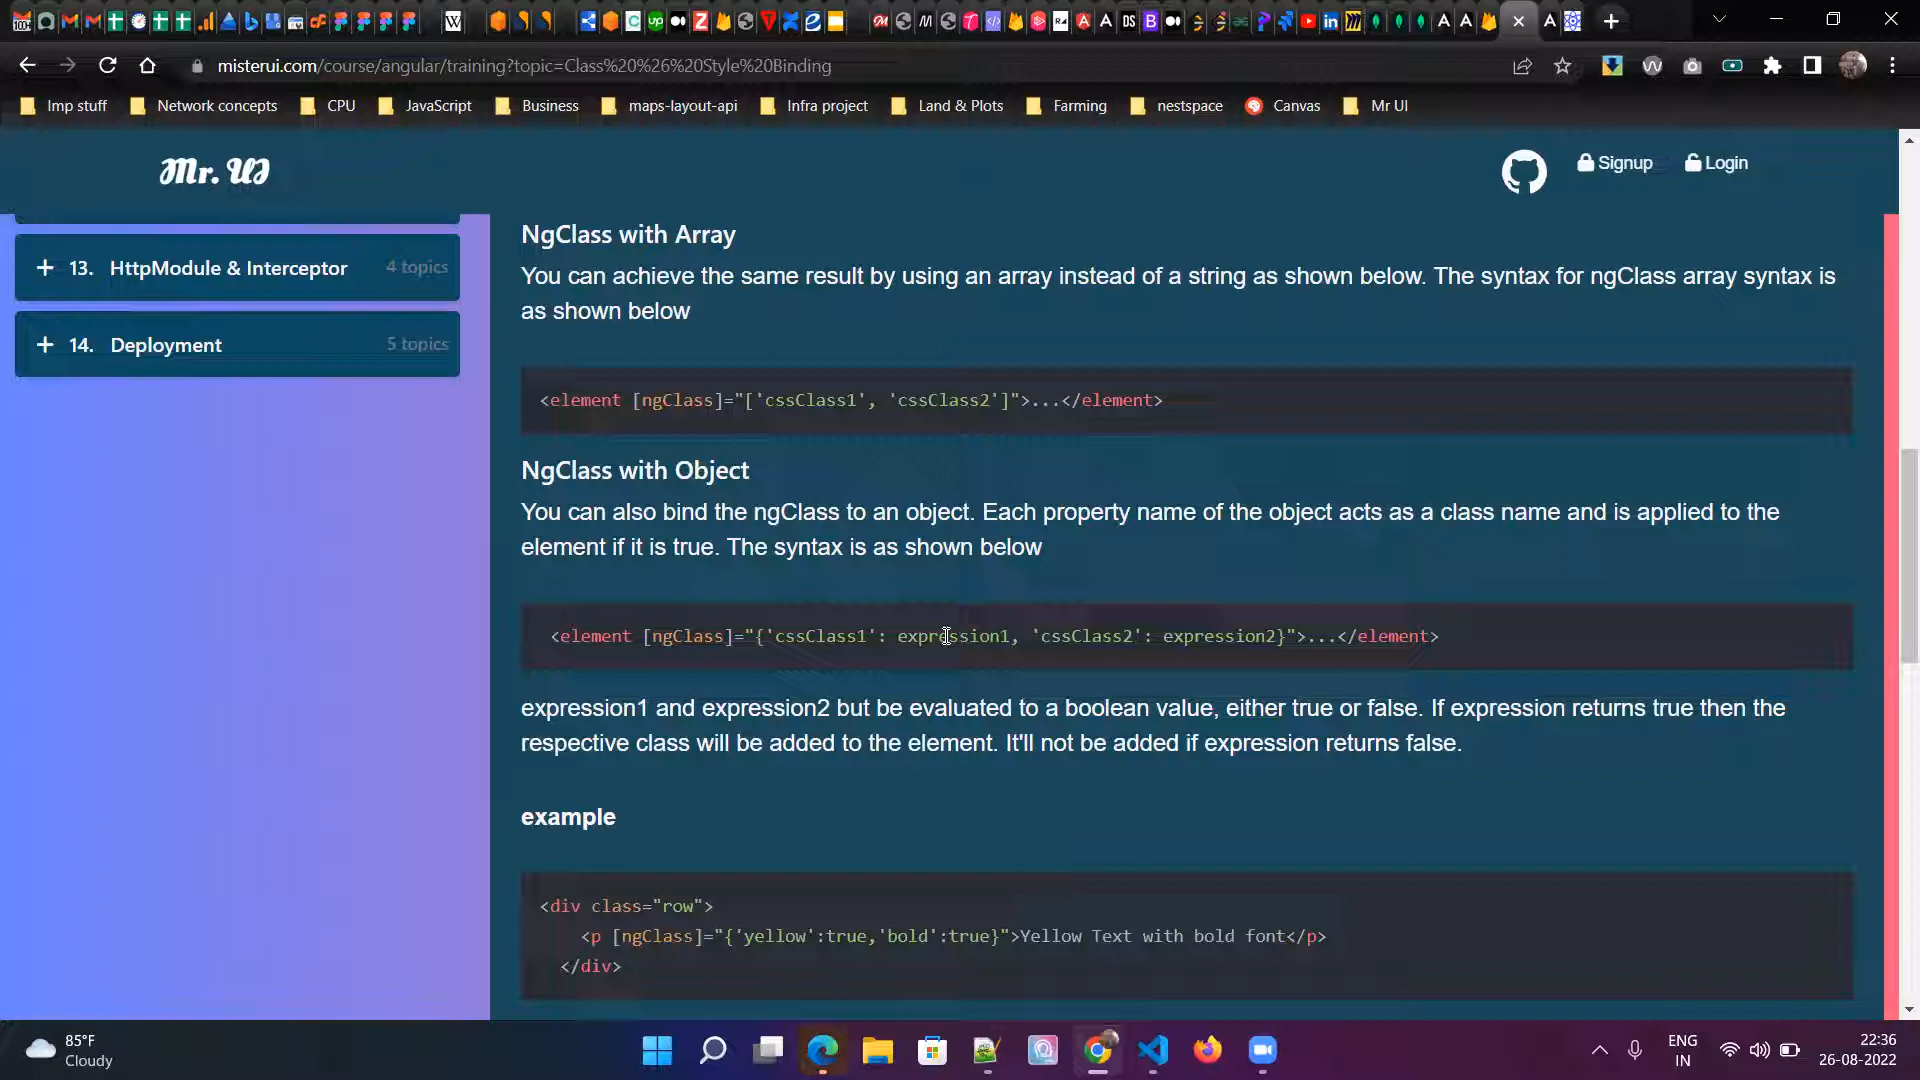 misterui.com/course/angular/training?topic=Class%20%26%20Style%20Binding
Imp stuff
Network concepts
CPU
JavaScript
Business
maps-layout-api
Infra project
Land & Plots
Farming
nestspace
Canvas
Mr UI
Mr. UI
Signup
Login
13. HttpModule & Interceptor 4 topics
14. Deployment 5 topics
NgClass with Array
You can achieve the same result by using an array instead of a string as shown below. The syntax for ngClass array syntax is
as shown below
<element [ngClass]="['cssClass1', 'cssClass2']">...</element>
NgClass with Object
You can also bind the ngClass to an object. Each property name of the object acts as a class name and is applied to the
element if it is true. The syntax is as shown below
<element [ngClass]="{'cssClass1': expression1, 'cssClass2': expression2}">...</element>
expression1 and expression2 but be evaluated to a boolean value, either true or false. If expression returns true then the
respective class will be added to the element. It'll not be added if expression returns false.
example
<div class="row">
<p [ngClass]="{'yellow':true,'bold':true}">Yellow Text with bold font</p>
</div>
85°F
Cloudy
ENG
IN
22:36
26-08-2022